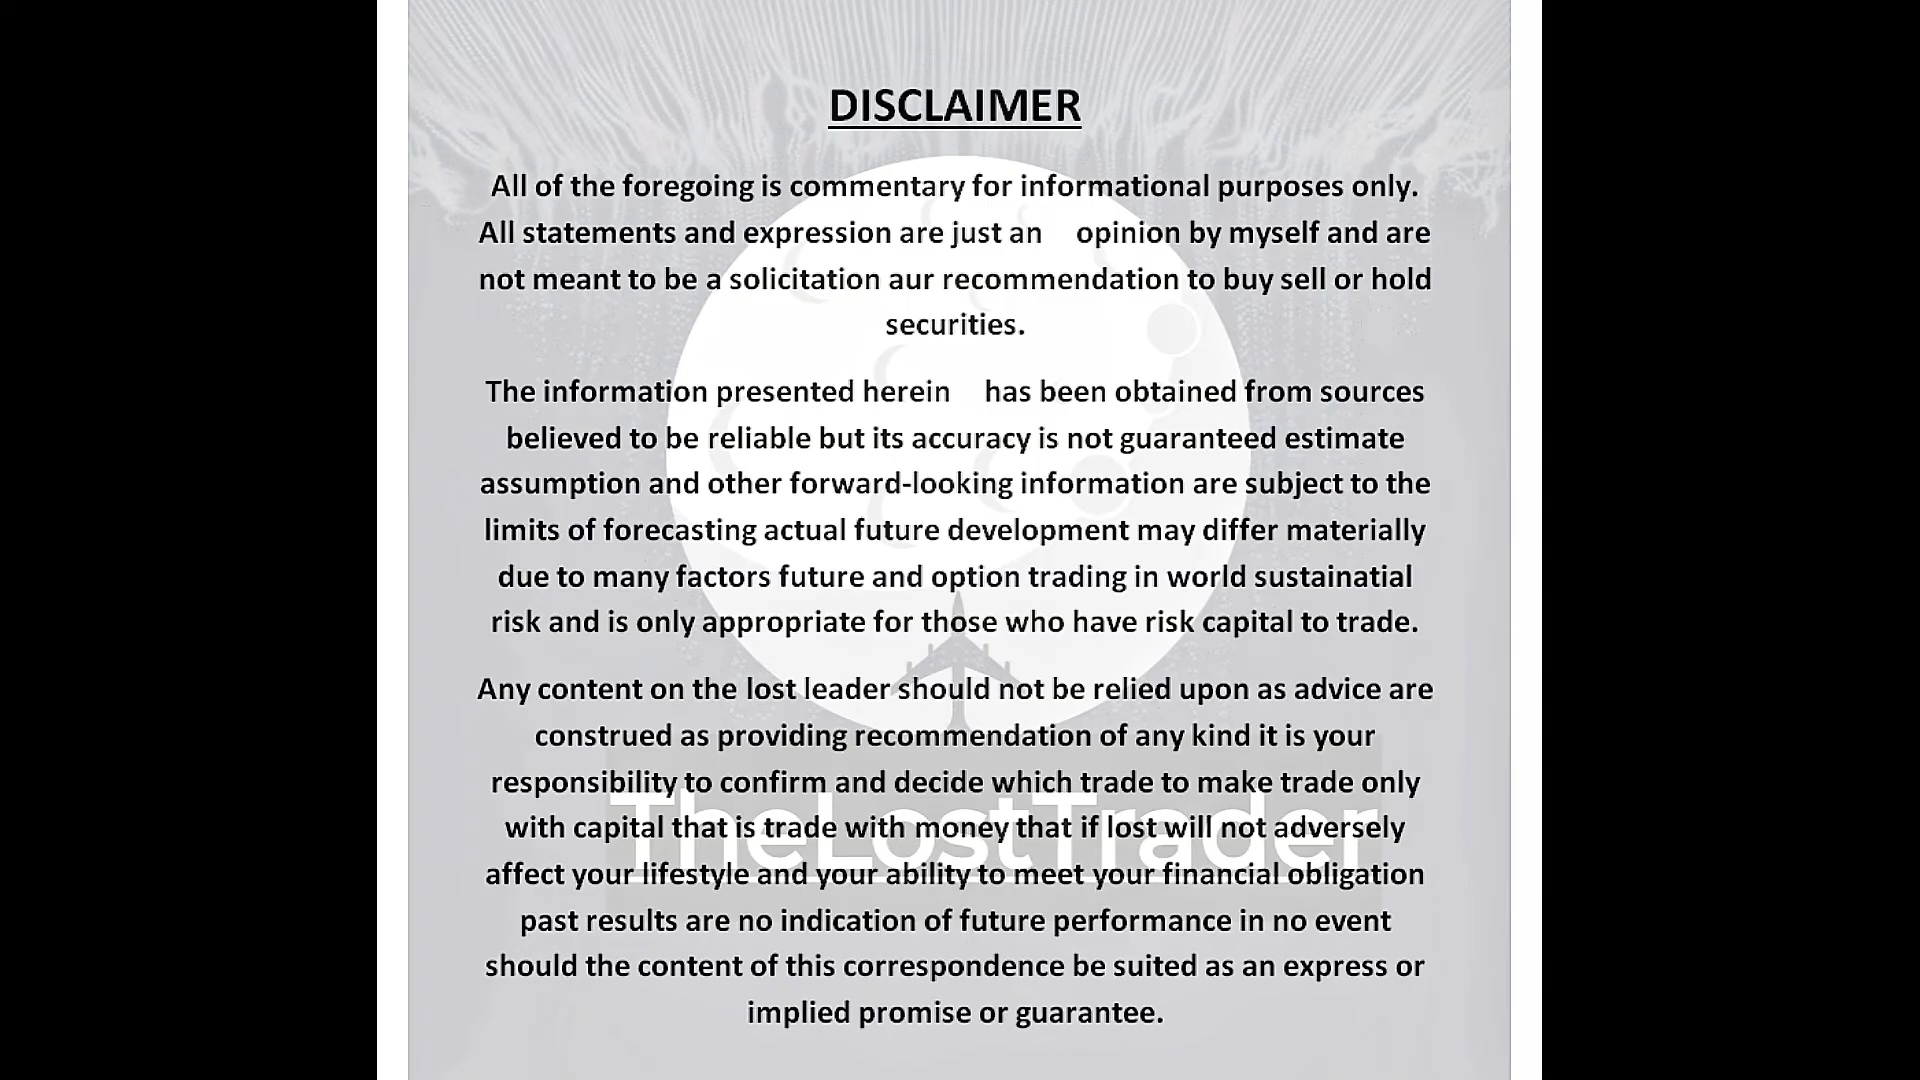 DISCLAIMER
All of the foregoing is commentary for informational purposes only.
All statements and expression are just an opinion by myself and are
not meant to be a solicitation aur recommendation to buy sell or hold
securities.
The information presented herein has been obtained from sources
believed to be reliable but its accuracy is not guaranteed estimate
assumption and other forward-looking information are subject to the
limits of forecasting actual future development may differ materially
due to many factors future and option trading in world sustainatial
risk and is only appropriate for those who have risk capital to trade.
Any content on the lost leader should not be relied upon as advice are
construed as providing recommendation of any kind it is your
responsibility to confirm and decide which trade to make trade only
TheLostTrader
with capital that is trade with money that if lost will not adversely
affect your lifestyle and your ability to meet your financial obligation
past results are no indication of future performance in no event
should the content of this correspondence be suited as an express or
implied promise or guarantee.